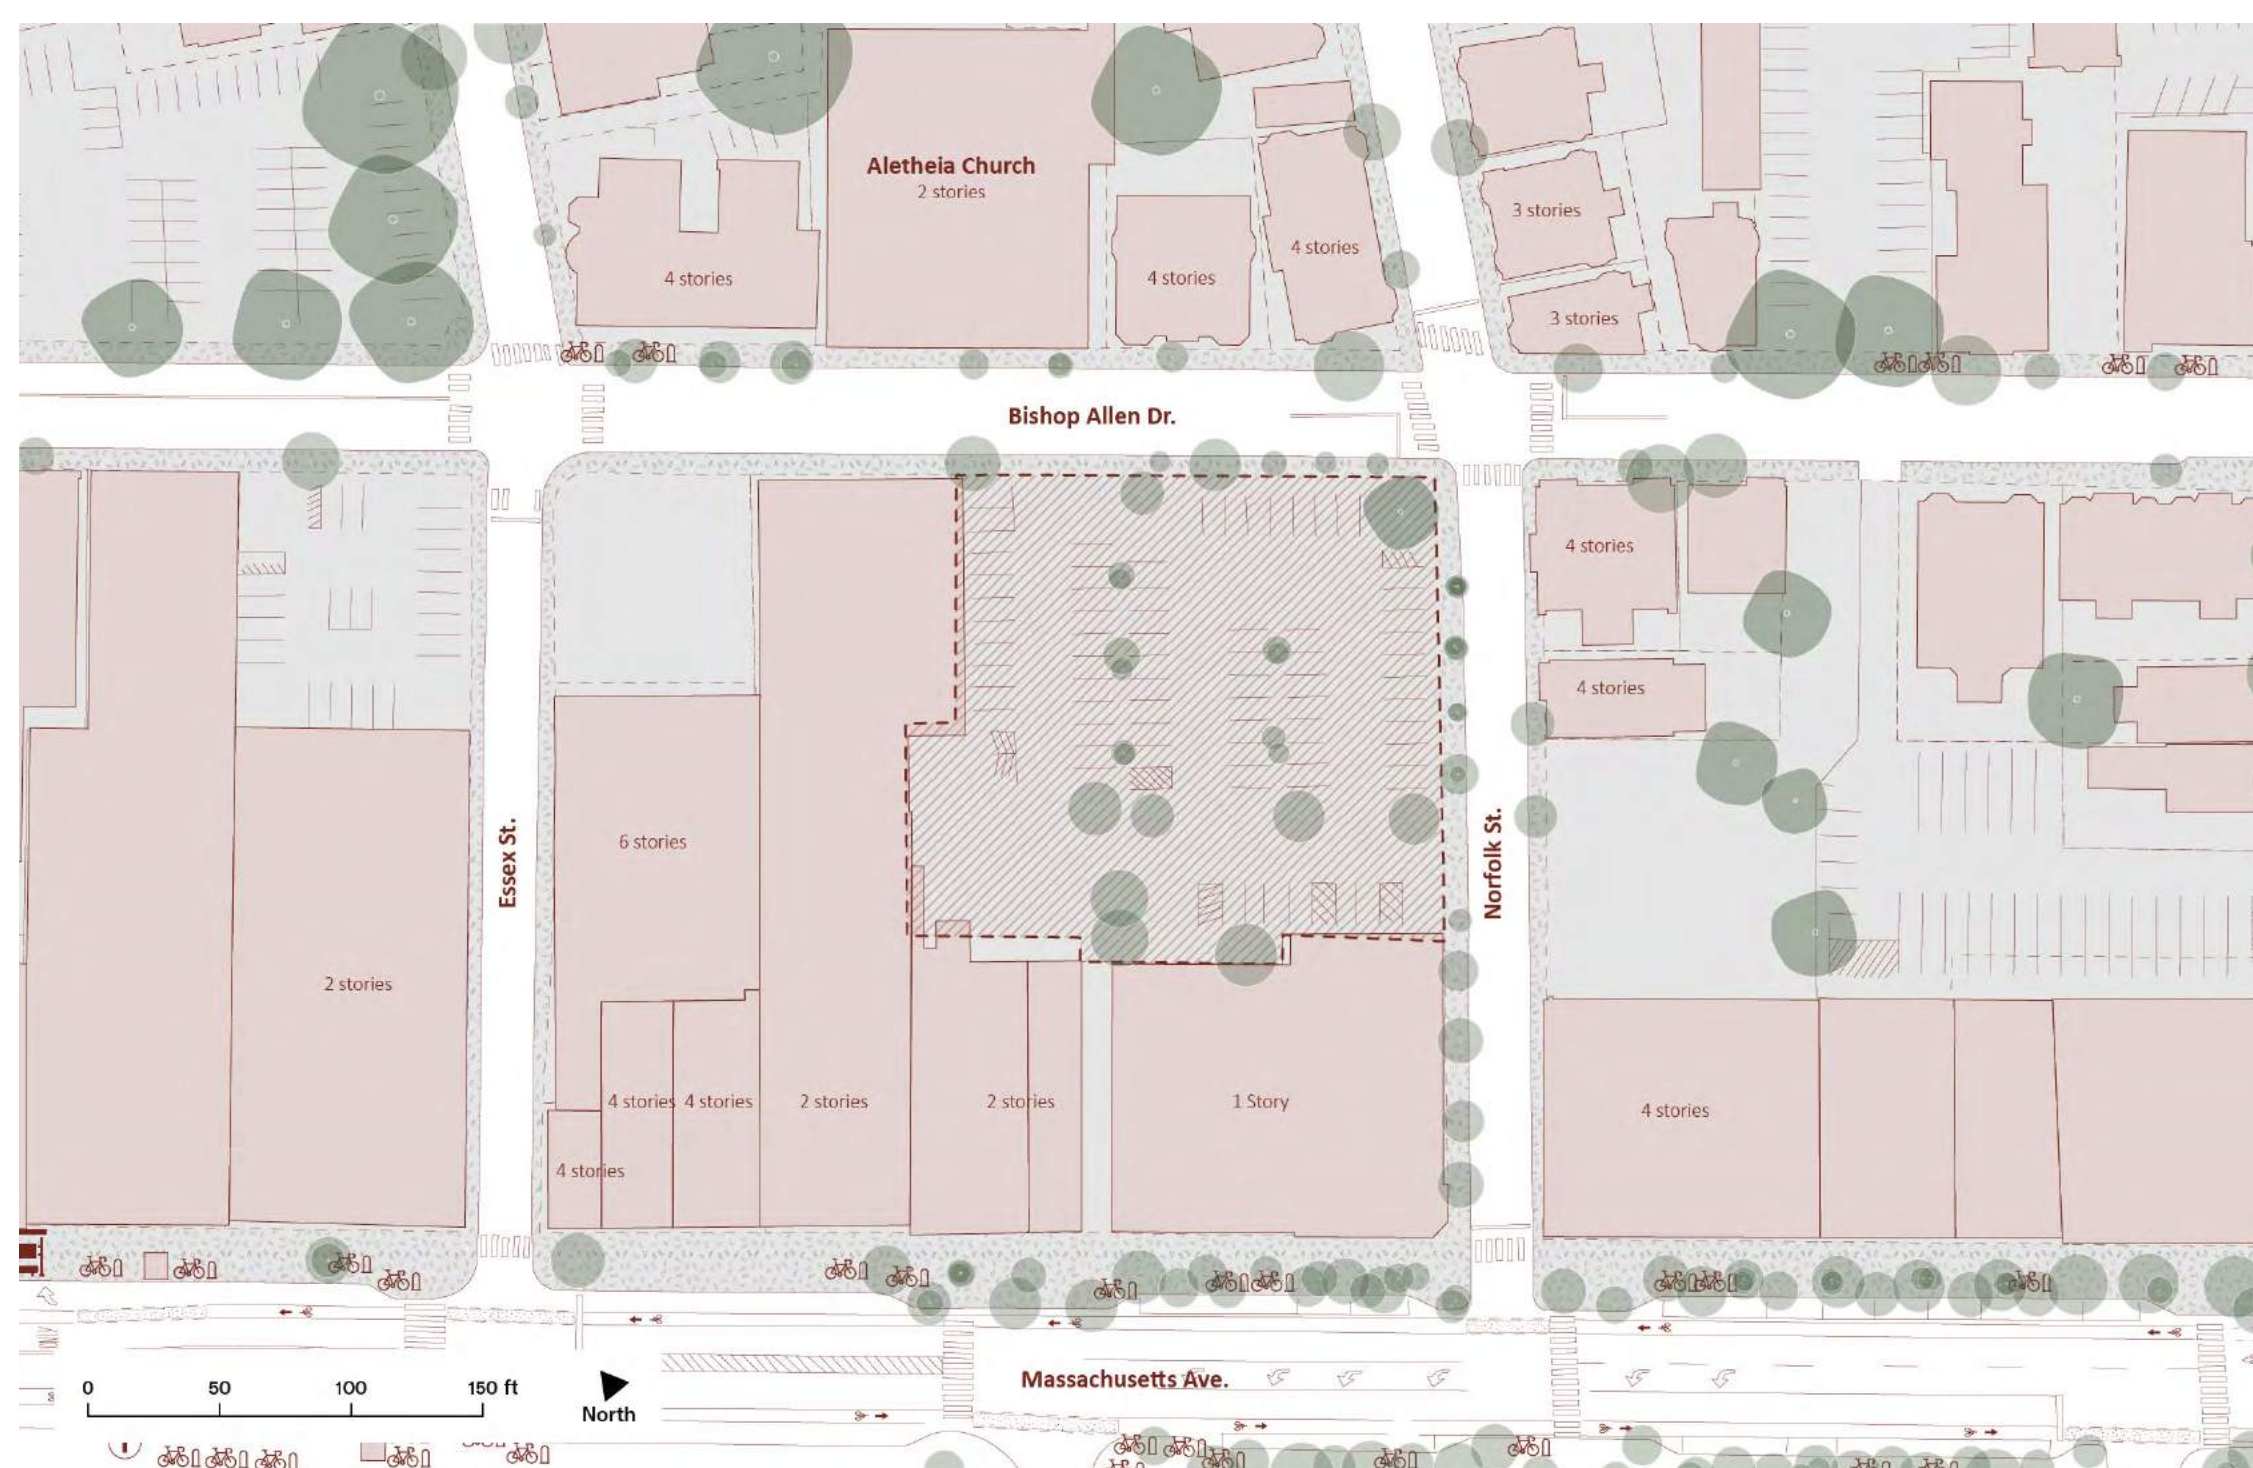 Aletheia Church
2 stories
3 stories
4 stories
4 stories
4 stories
3 stories
Bishop Allen Dr.
4 stories
4 stories
Essex St.
6 stories
Norfolk St.
2 stories
4 stories
4 stories
2 stories
2 stories
1 Story
4 stories
4 stories
Massachusetts Ave.
0 50 100 150 ft
North